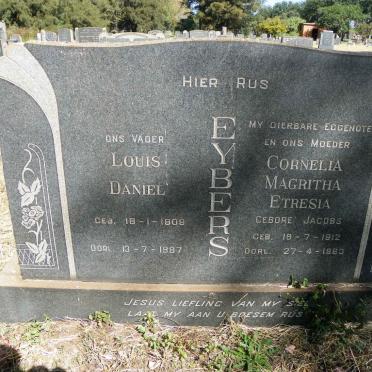 HIER RUS
EYBERS
ONS VADER
LOUIS
DANIEL
GEB. 18-1-1908
OORL. 13-7-1987
MY DIERBARE EGGENOTE
EN ONS MOEDER
CORNELIA
MAGRITHA
ETRESIA
GEBORE JACOBS
GEB. 18-7-1912
OORL. 27-4-1983
JESUS LIEFLING VAN MY SIEL
LAAT MY AAN U BOESEM RUS